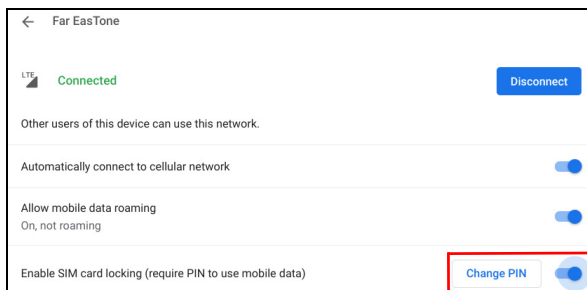 Far EasTone
LTE
Connected
Disconnect
Other users of this device can use this network.
Automatically connect to cellular network
Allow mobile data roaming
On, not roaming
Enable SIM card locking (require PIN to use mobile data)
Change PIN